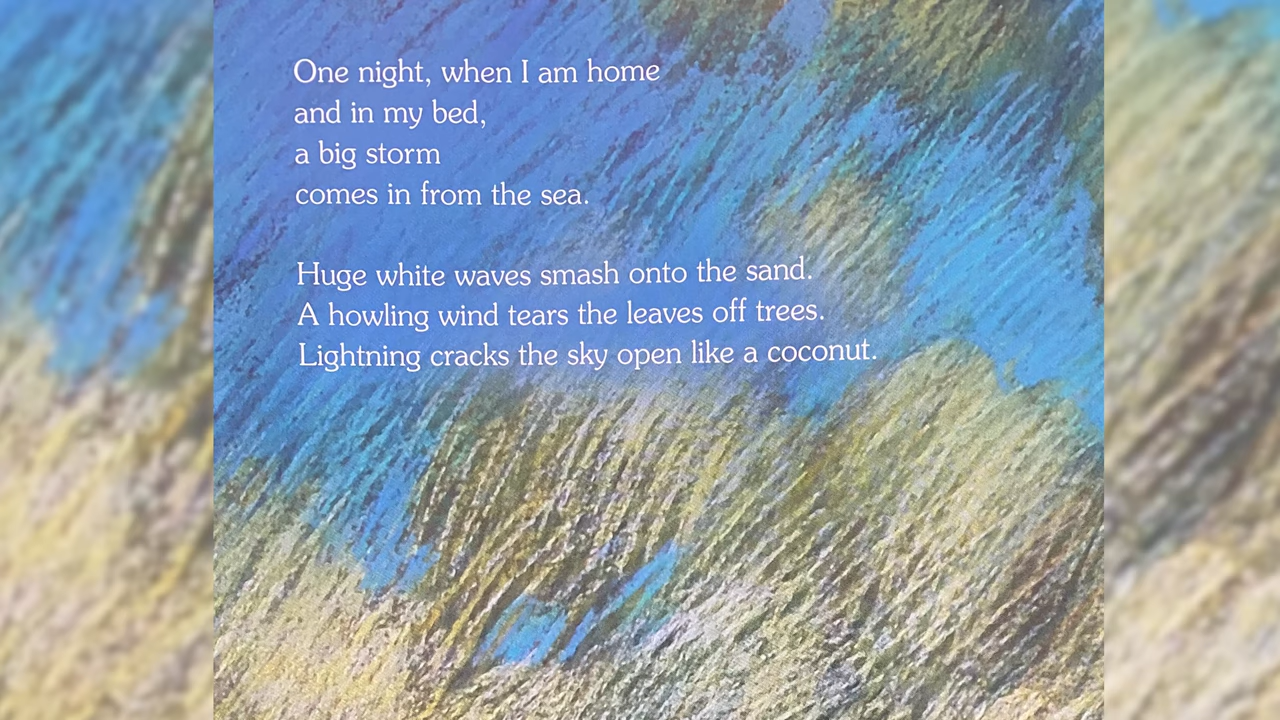 One night, when I am home
and in my bed,
a big storm
comes in from the sea.
Huge white waves smash onto the sand.
A howling wind tears the leaves off trees.
Lightning cracks the sky open like a coconut.